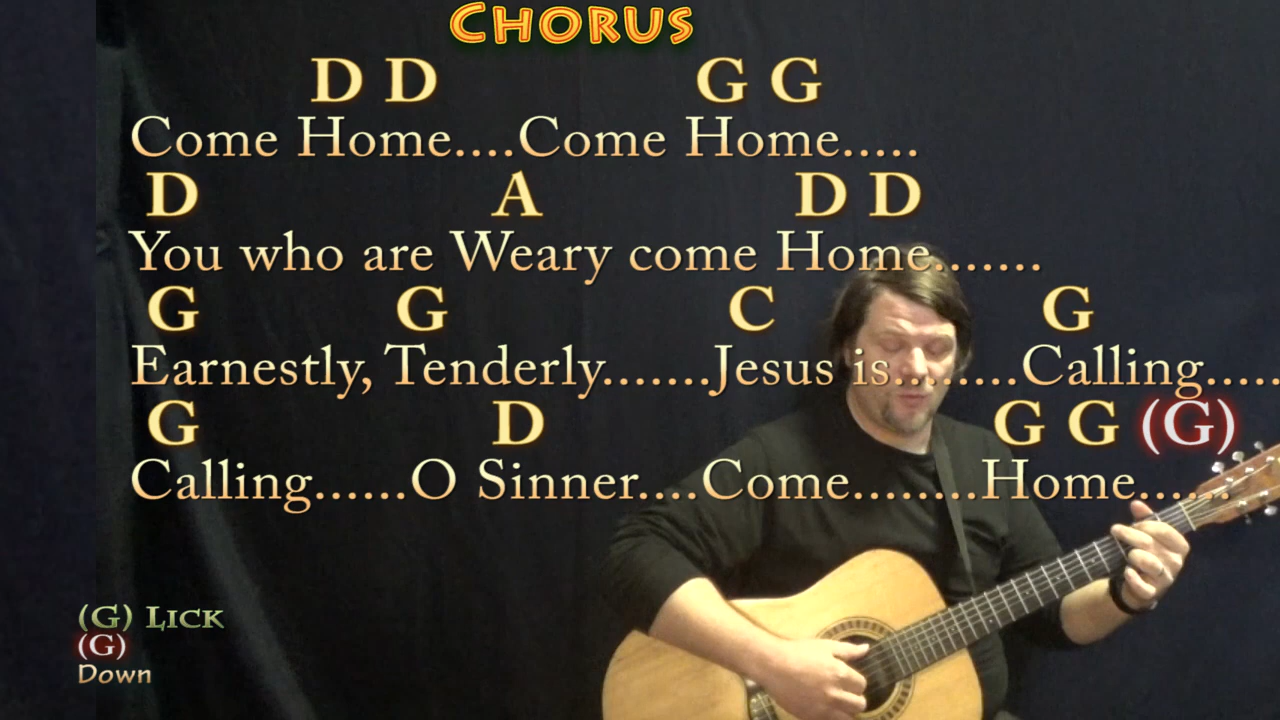 CHORUS
D D G G
Come Home....Come Home.....
D A D D
You who are Weary come Home.......
G G C G
Earnestly, Tenderly.......Jesus is........Calling.....
G D G G (G)
Calling......O Sinner....Come........Home......
(G) LICK
(G)
Down